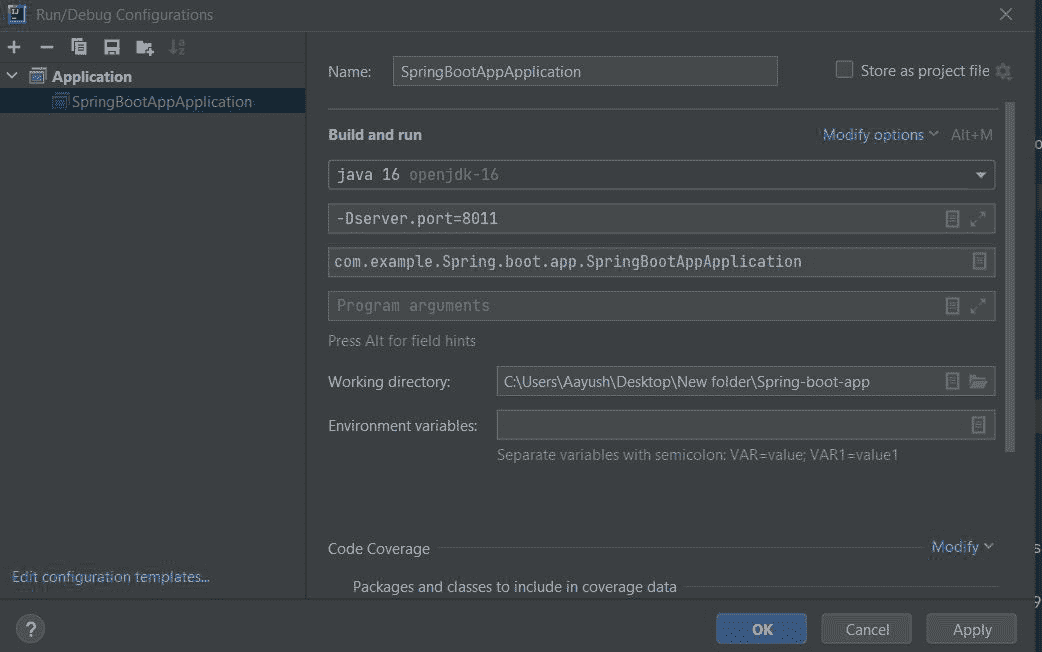 Run/Debug Configurations
Application
SpringBootAppApplication
Edit configuration templates...
Name: SpringBootAppApplication Store as project file
Build and run Modify options Alt+M
java 16 openjdk-16
-Dserver.port=8011
com.example.Spring.boot.app.SpringBootAppApplication
Program arguments
Press Alt for field hints
Working directory: C:\Users\Aayush\Desktop\New folder\Spring-boot-app
Environment variables:
Separate variables with semicolon: VAR=value; VAR1=value1
Code Coverage Modify
Packages and classes to include in coverage data
? OK Cancel Apply